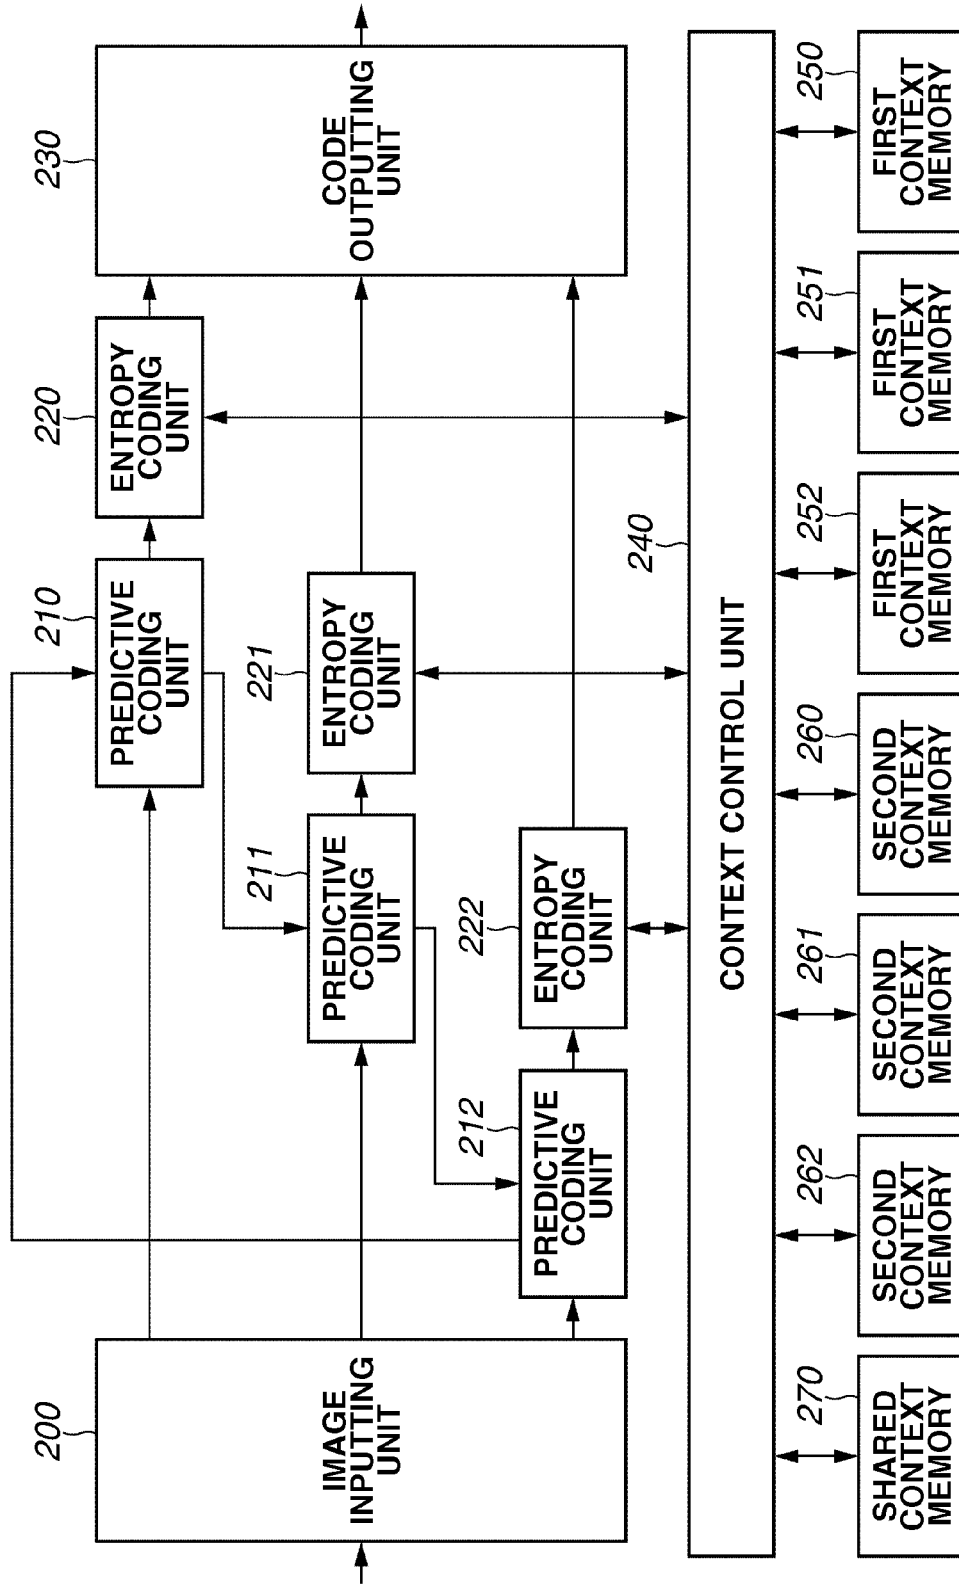 200
IMAGE
INPUTTING
UNIT
210
PREDICTIVE
CODING
UNIT
220
ENTROPY
CODING
UNIT
230
CODE
OUTPUTTING
UNIT
211
PREDICTIVE
CODING
UNIT
221
ENTROPY
CODING
UNIT
212
PREDICTIVE
CODING
UNIT
222
ENTROPY
CODING
UNIT
240
CONTEXT CONTROL UNIT
270
SHARED
CONTEXT
MEMORY
262
SECOND
CONTEXT
MEMORY
261
SECOND
CONTEXT
MEMORY
260
SECOND
CONTEXT
MEMORY
252
FIRST
CONTEXT
MEMORY
251
FIRST
CONTEXT
MEMORY
250
FIRST
CONTEXT
MEMORY